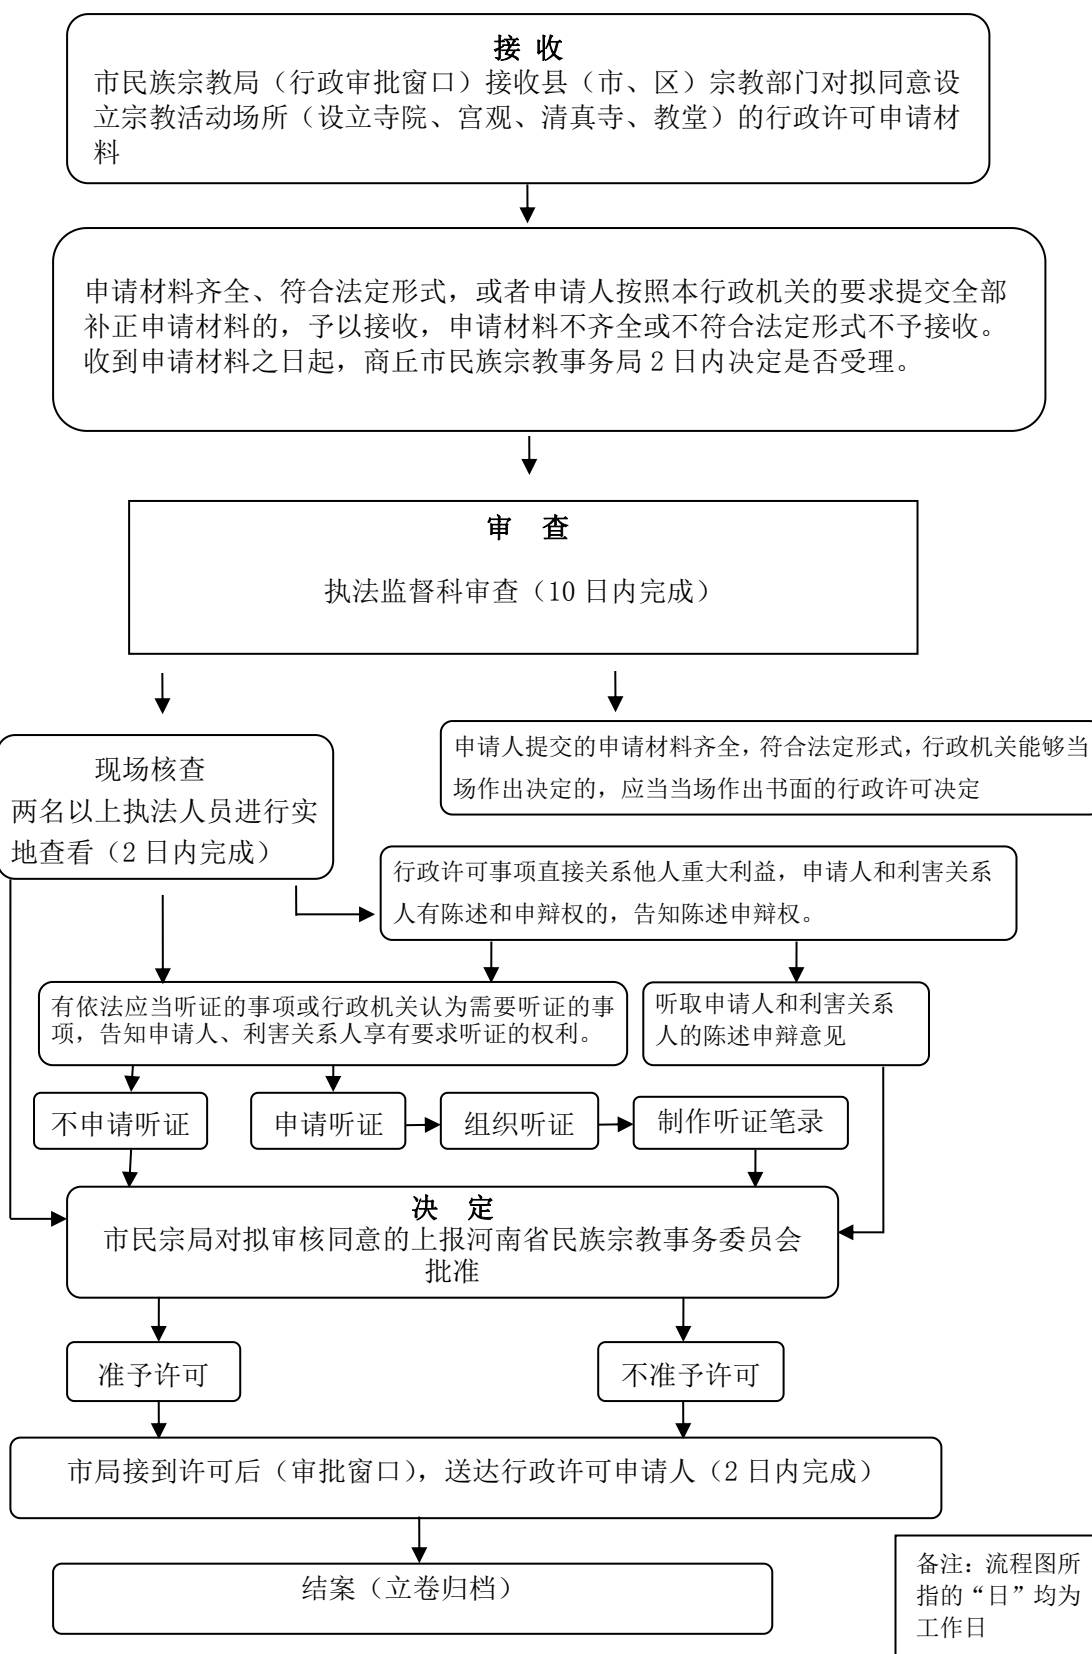 接 收
市民族宗教局（行政审批窗口）接收县（市、区）宗教部门对拟同意设
立宗教活动场所（设立寺院、宫观、清真寺、教堂）的行政许可申请材
料
申请材料齐全、符合法定形式，或者申请人按照本行政机关的要求提交全部
补正申请材料的，予以接收，申请材料不齐全或不符合法定形式不予接收。
收到申请材料之日起，商丘市民族宗教事务局 2 日内决定是否受理。
审 查
执法监督科审查（10 日内完成）
现场核查
两名以上执法人员进行实
地查看（2 日内完成）
申请人提交的申请材料齐全，符合法定形式，行政机关能够当
场作出决定的，应当当场作出书面的行政许可决定
行政许可事项直接关系他人重大利益，申请人和利害关系
人有陈述和申辩权的，告知陈述申辩权。
有依法应当听证的事项或行政机关认为需要听证的事
项，告知申请人、利害关系人享有要求听证的权利。
听取申请人和利害关系
人的陈述申辩意见
不申请听证
申请听证
组织听证
制作听证笔录
决 定
市民宗局对拟审核同意的上报河南省民族宗教事务委员会
批准
准予许可
不准予许可
市局接到许可后（审批窗口），送达行政许可申请人（2 日内完成）
结案（立卷归档）
备注：流程图所
指的“日”均为
工作日